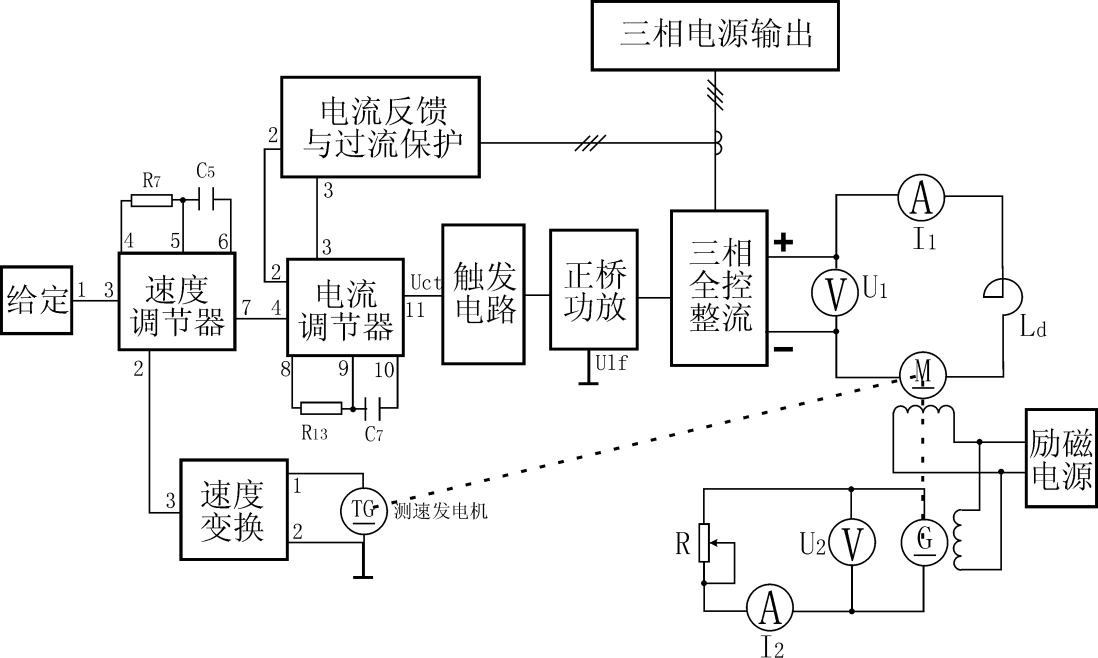 三相电源输出
电流反馈
与过流保护
2
3
R7
C5
4
5
6
3
2
A
I1
给定
1
3
速度
调节器
7
4
电流
调节器
Uct
11
触发
电路
正桥
功放
三相
全控
整流
+
-
V
U1
Ld
2
8
9
10
Ulf
M
R13
C7
励磁
电源
3
速度
变换
1
2
TG
测速发电机
R
U2
V
G
A
I2